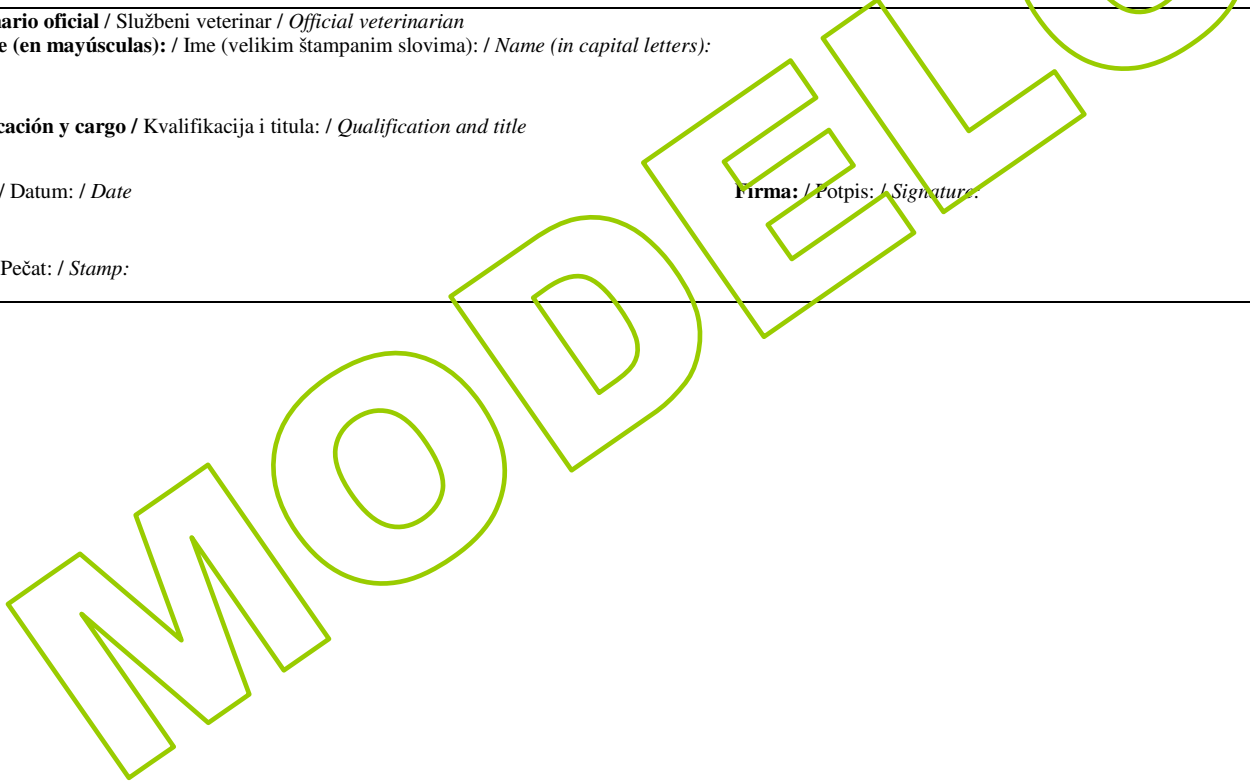 nario oficial / Službeni veterinar / Official veterinarian
e (en mayúsculas): / Ime (velikim štampanim slovima): / Name (in capital letters):
cación y cargo / Kvalifikacija i titula: / Qualification and title
/ Datum: / Date
Firma: / Potpis: / Signature:
Pečat: / Stamp:
MODELO